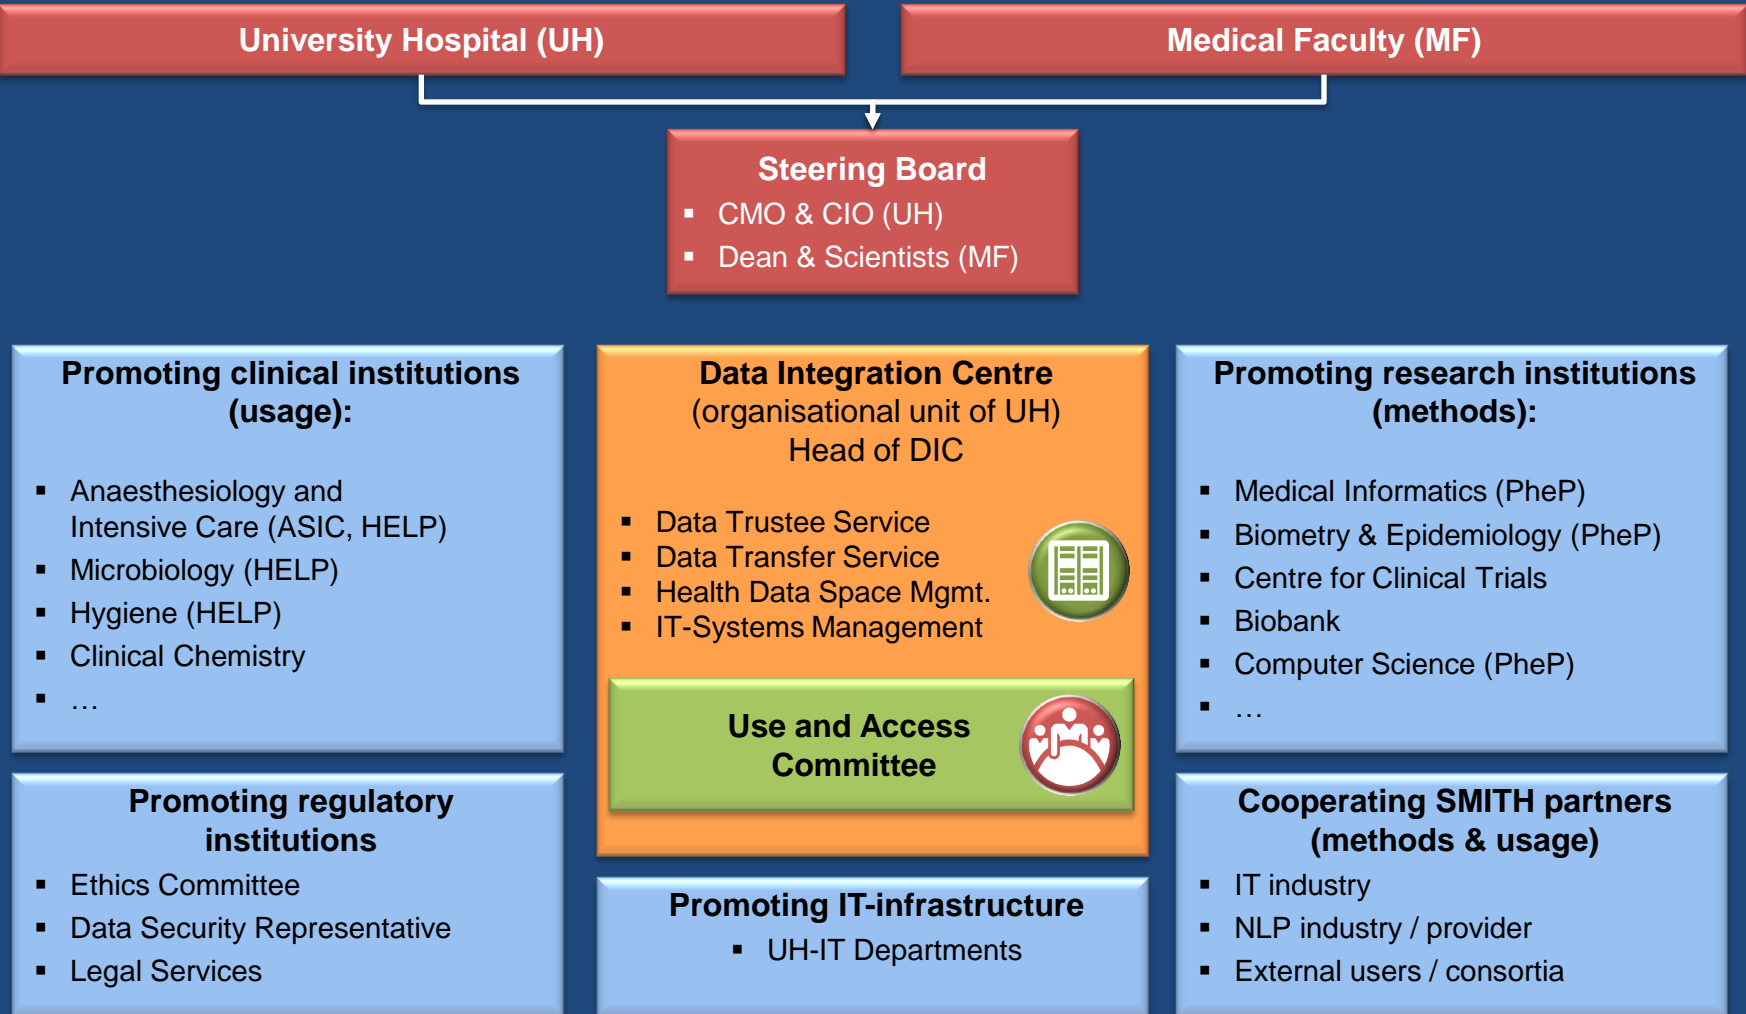 University Hospital (UH)
Medical Faculty (MF)
Steering Board
▪ CMO & CIO (UH)
▪ Dean & Scientists (MF)
Promoting clinical institutions
(usage):
▪ Anaesthesiology and
Intensive Care (ASIC, HELP)
▪ Microbiology (HELP)
▪ Hygiene (HELP)
▪ Clinical Chemistry
▪ …
Data Integration Centre
(organisational unit of UH)
Head of DIC
▪ Data Trustee Service
▪ Data Transfer Service
▪ Health Data Space Mgmt.
▪ IT-Systems Management
Use and Access
Committee
Promoting research institutions
(methods):
▪ Medical Informatics (PheP)
▪ Biometry & Epidemiology (PheP)
▪ Centre for Clinical Trials
▪ Biobank
▪ Computer Science (PheP)
▪ …
Promoting regulatory
institutions
▪ Ethics Committee
▪ Data Security Representative
▪ Legal Services
Promoting IT-infrastructure
▪ UH-IT Departments
Cooperating SMITH partners
(methods & usage)
▪ IT industry
▪ NLP industry / provider
▪ External users / consortia